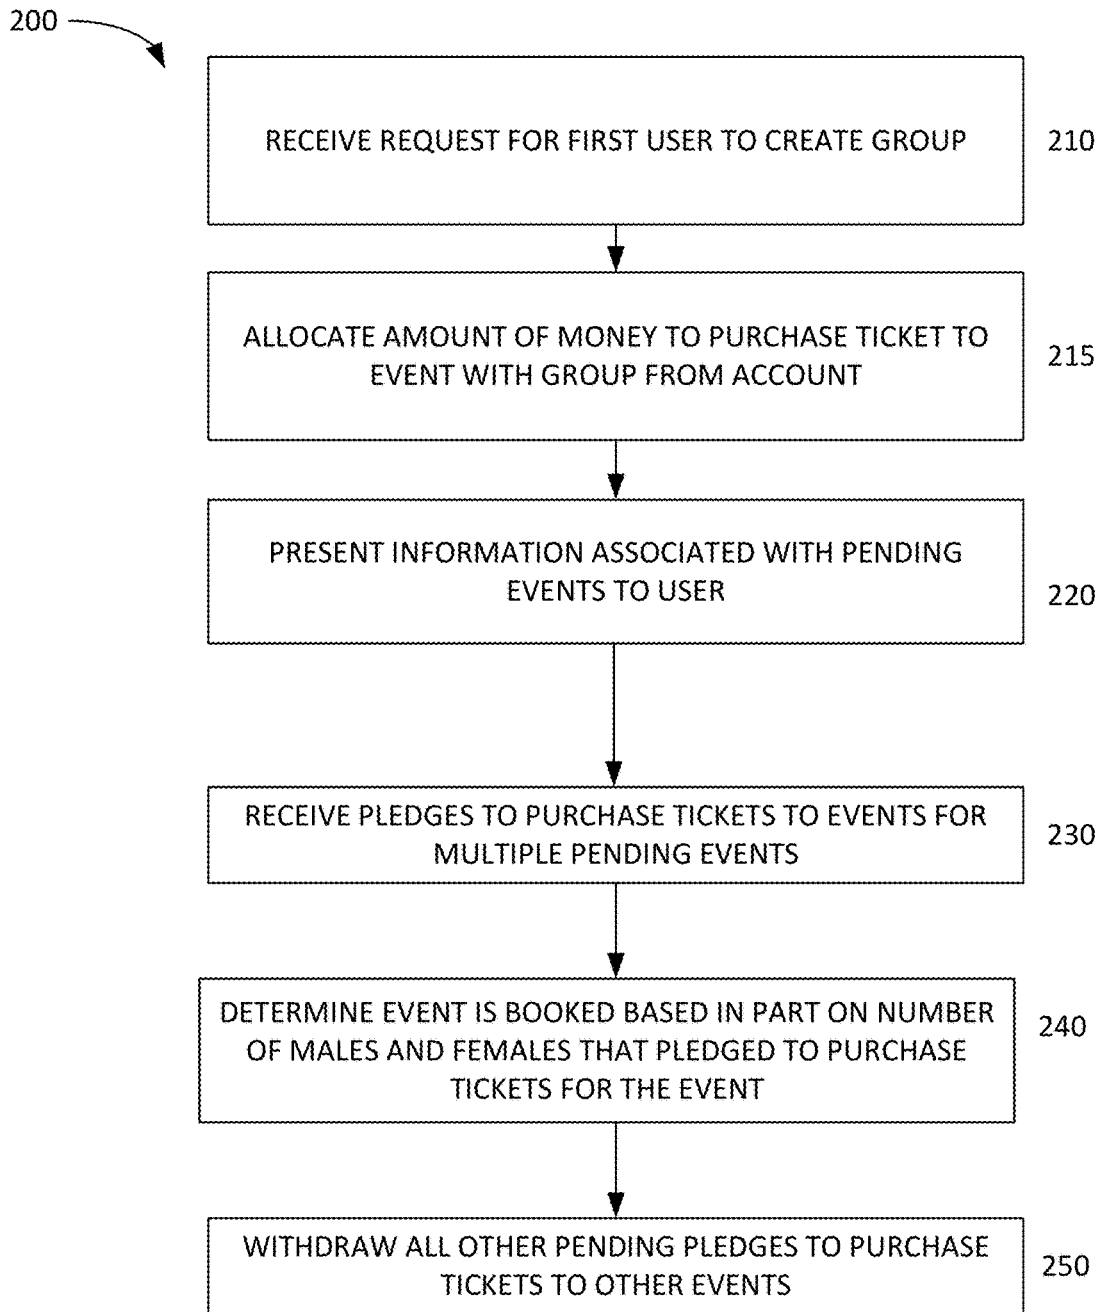 200
RECEIVE REQUEST FOR FIRST USER TO CREATE GROUP
210
ALLOCATE AMOUNT OF MONEY TO PURCHASE TICKET TO
EVENT WITH GROUP FROM ACCOUNT
215
PRESENT INFORMATION ASSOCIATED WITH PENDING
EVENTS TO USER
220
RECEIVE PLEDGES TO PURCHASE TICKETS TO EVENTS FOR
MULTIPLE PENDING EVENTS
230
DETERMINE EVENT IS BOOKED BASED IN PART ON NUMBER
OF MALES AND FEMALES THAT PLEDGED TO PURCHASE
TICKETS FOR THE EVENT
240
WITHDRAW ALL OTHER PENDING PLEDGES TO PURCHASE
TICKETS TO OTHER EVENTS
250